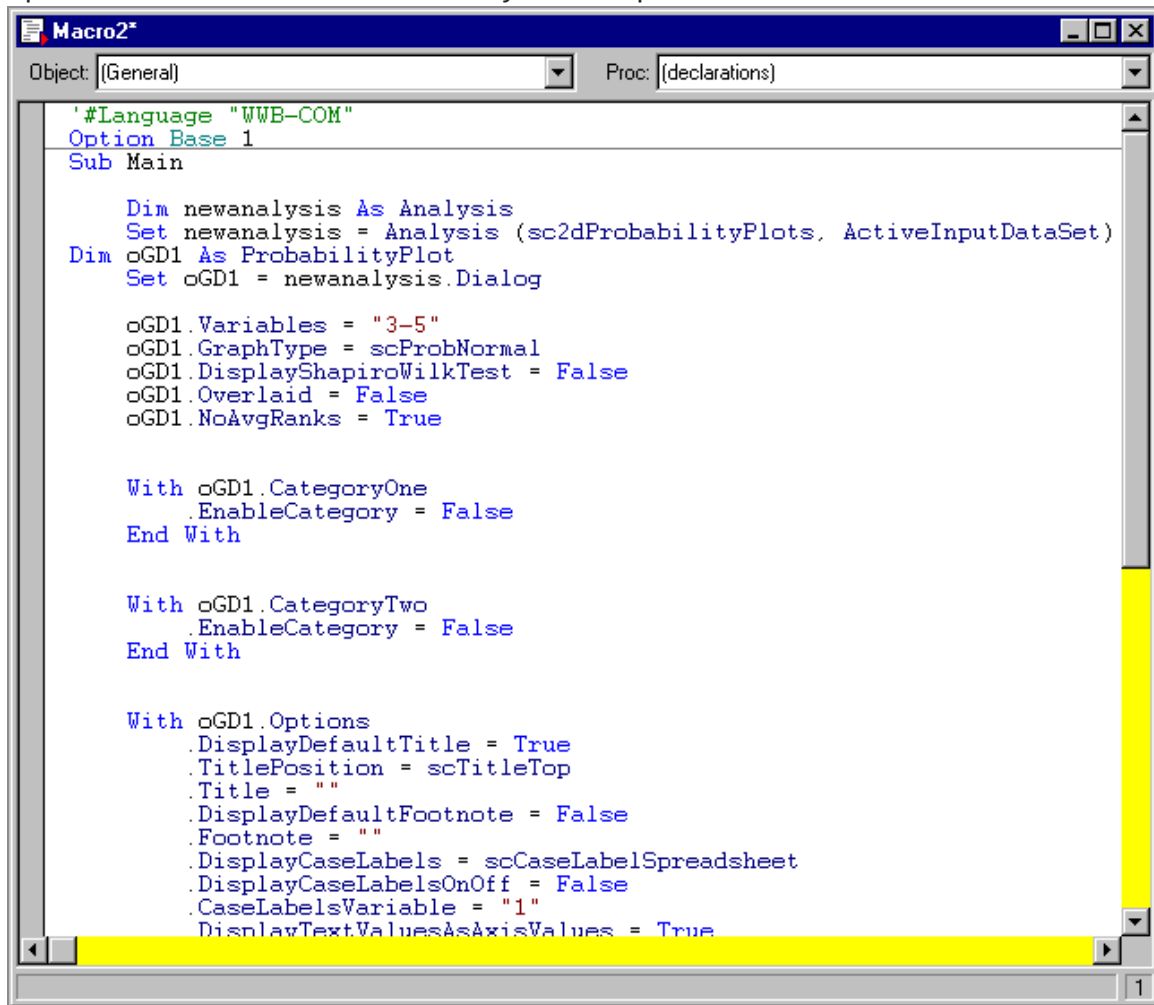 Macro2*
Object: (General) Proc: (declarations)
'#Language "WWB-COM"
Option Base 1
Sub Main
Dim newanalysis As Analysis
Set newanalysis = Analysis (sc2dProbabilityPlots, ActiveInputDataSet)
Dim oGD1 As ProbabilityPlot
Set oGD1 = newanalysis.Dialog
oGD1.Variables = "3-5"
oGD1.GraphType = scProbNormal
oGD1.DisplayShapiroWilkTest = False
oGD1.Overlaid = False
oGD1.NoAvgRanks = True
With oGD1.CategoryOne
.EnableCategory = False
End With
With oGD1.CategoryTwo
.EnableCategory = False
End With
With oGD1.Options
.DisplayDefaultTitle = True
.TitlePosition = scTitleTop
.Title = ""
.DisplayDefaultFootnote = False
.Footnote = ""
.DisplayCaseLabels = scCaseLabelSpreadsheet
.DisplayCaseLabelsOnOff = False
.CaseLabelsVariable = "1"
.DisplayTextValuesAsAxisValues = True
1